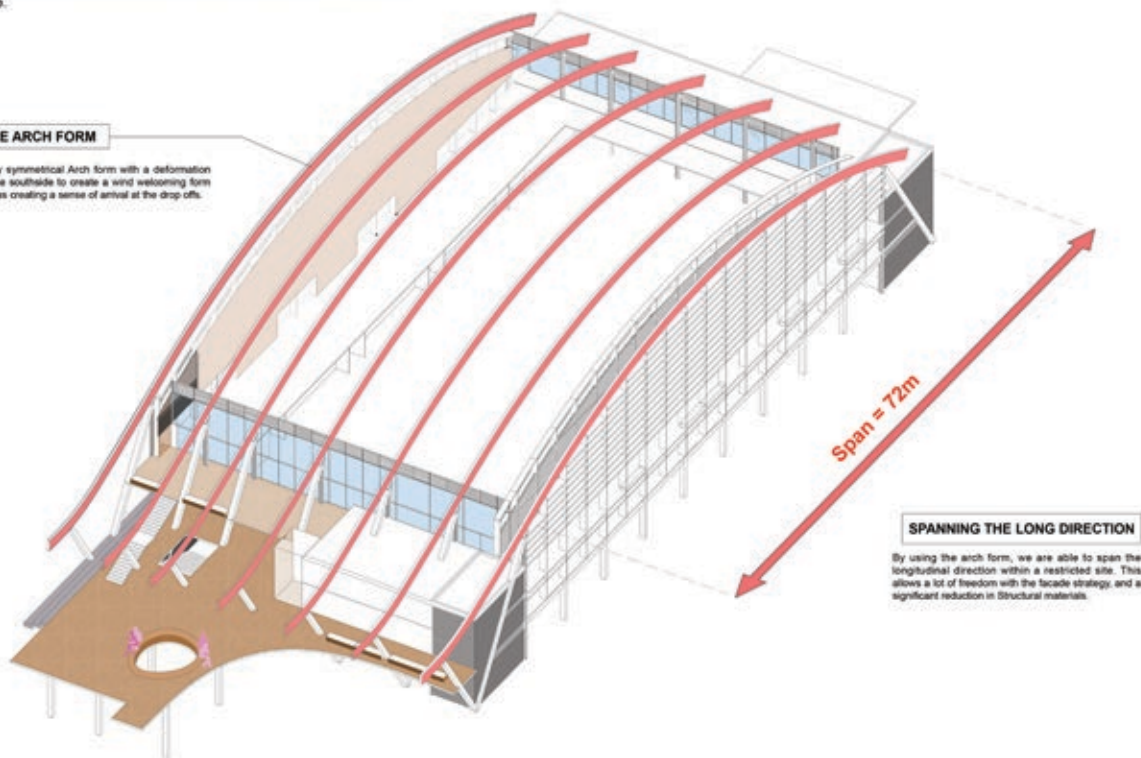 E ARCH FORM
symmetrical Arch form with a deformation
e southside to create a wind welcoming form
as creating a sense of arrival at the drop offs.
Span = 72m
SPANNING THE LONG DIRECTION
By using the arch form, we are able to span the
longitudinal direction within a restricted site. This
allows a lot of freedom with the facade strategy, and a
significant reduction in Structural materials.